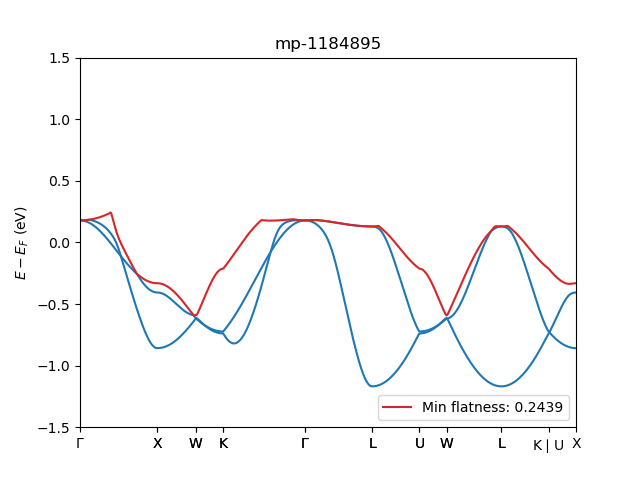 mp-1184895
E − E_F (eV)
1.5
1.0
0.5
0.0
−0.5
−1.0
−1.5
Min flatness: 0.2439
Γ X W K Γ L U W L K | U X